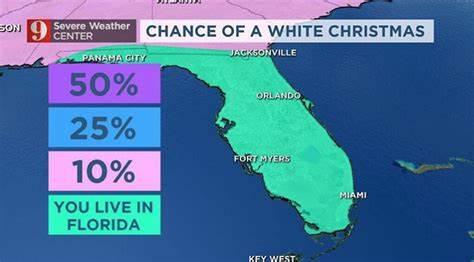 ATLANTA
SON
9 Severe Weather
CENTER
CHANCE OF A WHITE CHRISTMAS
PANAMA CITY
JACKSONVILLE
50%
ORLANDO
25%
10%
FORT MYERS
YOU LIVE IN
FLORIDA
MIAMI
KEY WEST